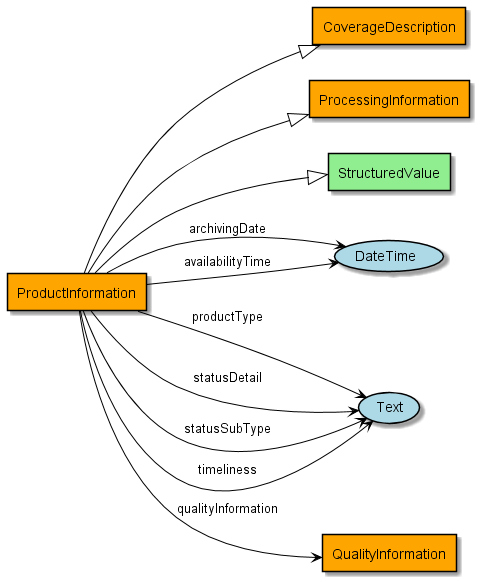 CoverageDescription
ProcessingInformation
StructuredValue
archivingDate
DateTime
availabilityTime
ProductInformation
productType
statusDetail
Text
statusSubType
timeliness
qualityInformation
QualityInformation